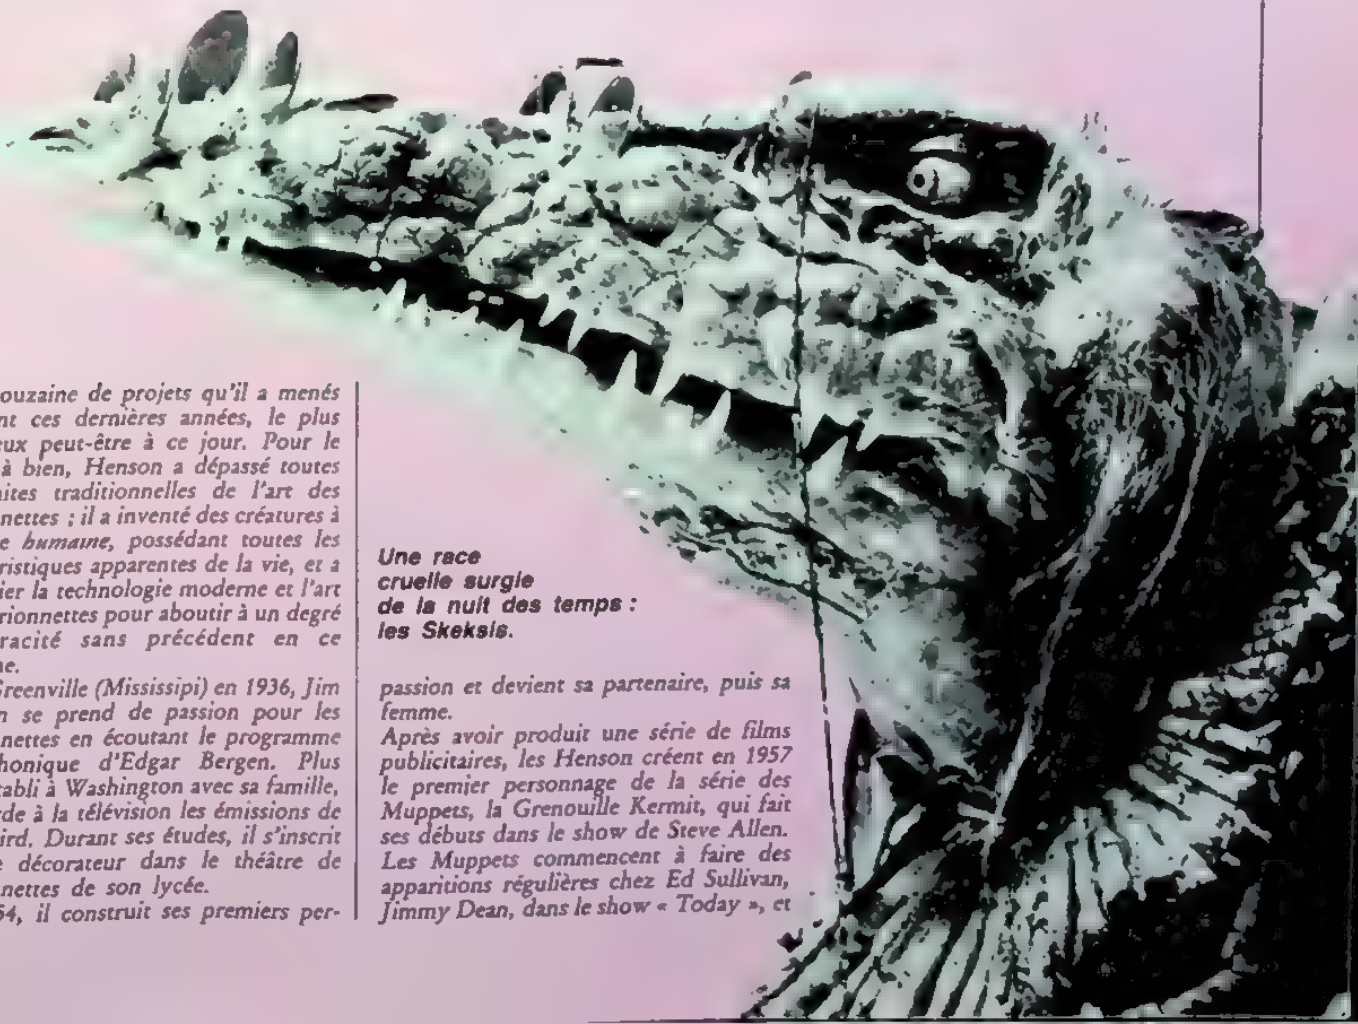 ouzaine de projets qu'il a menés
nt ces dernières années, le plus
eux peut-être à ce jour. Pour le
à bien, Henson a dépassé toutes
ites traditionnelles de l'art des
nettes ; il a inventé des créatures à
e humaine, possédant toutes les
ristiques apparentes de la vie, et a
ier la technologie moderne et l'art
rionnettes pour aboutir à un degré
racité sans précédent en ce
ne.
Greenville (Mississipi) en 1936, Jim
n se prend de passion pour les
nettes en écoutant le programme
honique d'Edgar Bergen. Plus
tabli à Washington avec sa famille,
rde à la télévision les émissions de
ird. Durant ses études, il s'inscrit
e décorateur dans le théâtre de
nettes de son lycée.
54, il construit ses premiers per-
Une race
cruelle surgie
de la nuit des temps :
les Skeksis.
passion et devient sa partenaire, puis sa
femme.
Après avoir produit une série de films
publicitaires, les Henson créent en 1957
le premier personnage de la série des
Muppets, la Grenouille Kermit, qui fait
ses débuts dans le show de Steve Allen.
Les Muppets commencent à faire des
apparitions régulières chez Ed Sullivan,
Jimmy Dean, dans le show « Today », et